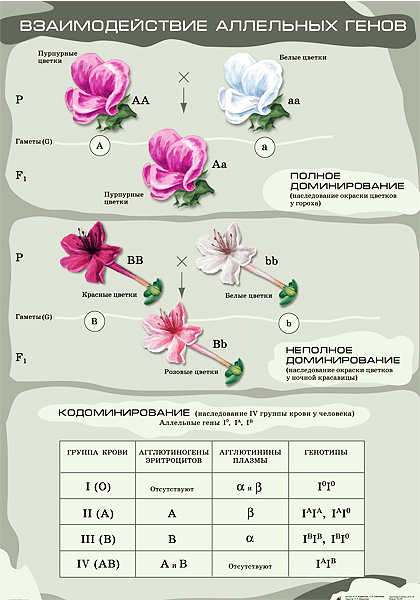 ВЗАИМОДЕЙСТВИЕ АЛЛЕЛЬНЫХ ГЕНОВ
Пурпурные
цветки
Белые цветки
P
AA
×
aa
Гаметы (G)
A
a
F₁
Aa
Пурпурные
цветки
ПОЛНОЕ
ДОМИНИРОВАНИЕ
(наследование окраски цветков
у гороха)
P
BB
×
bb
Красные цветки
Белые цветки
Гаметы (G)
B
b
F₁
Bb
Розовые цветки
НЕПОЛНОЕ
ДОМИНИРОВАНИЕ
(наследование окраски цветков
у ночной красавицы)
КОДОМИНИРОВАНИЕ (наследование IV группы крови у человека)
Аллельные гены I⁰, Iᴬ, Iᴮ
ГРУППА КРОВИ
АГГЛЮТИНОГЕНЫ
ЭРИТРОЦИТОВ
АГГЛЮТИНИНЫ
ПЛАЗМЫ
ГЕНОТИПЫ
I (O) Отсутствуют α и β I⁰I⁰
II (A) A β IᴬIᴬ, IᴬI⁰
III (B) B α IᴮIᴮ, IᴮI⁰
IV (AB) A и B Отсутствуют IᴬIᴮ